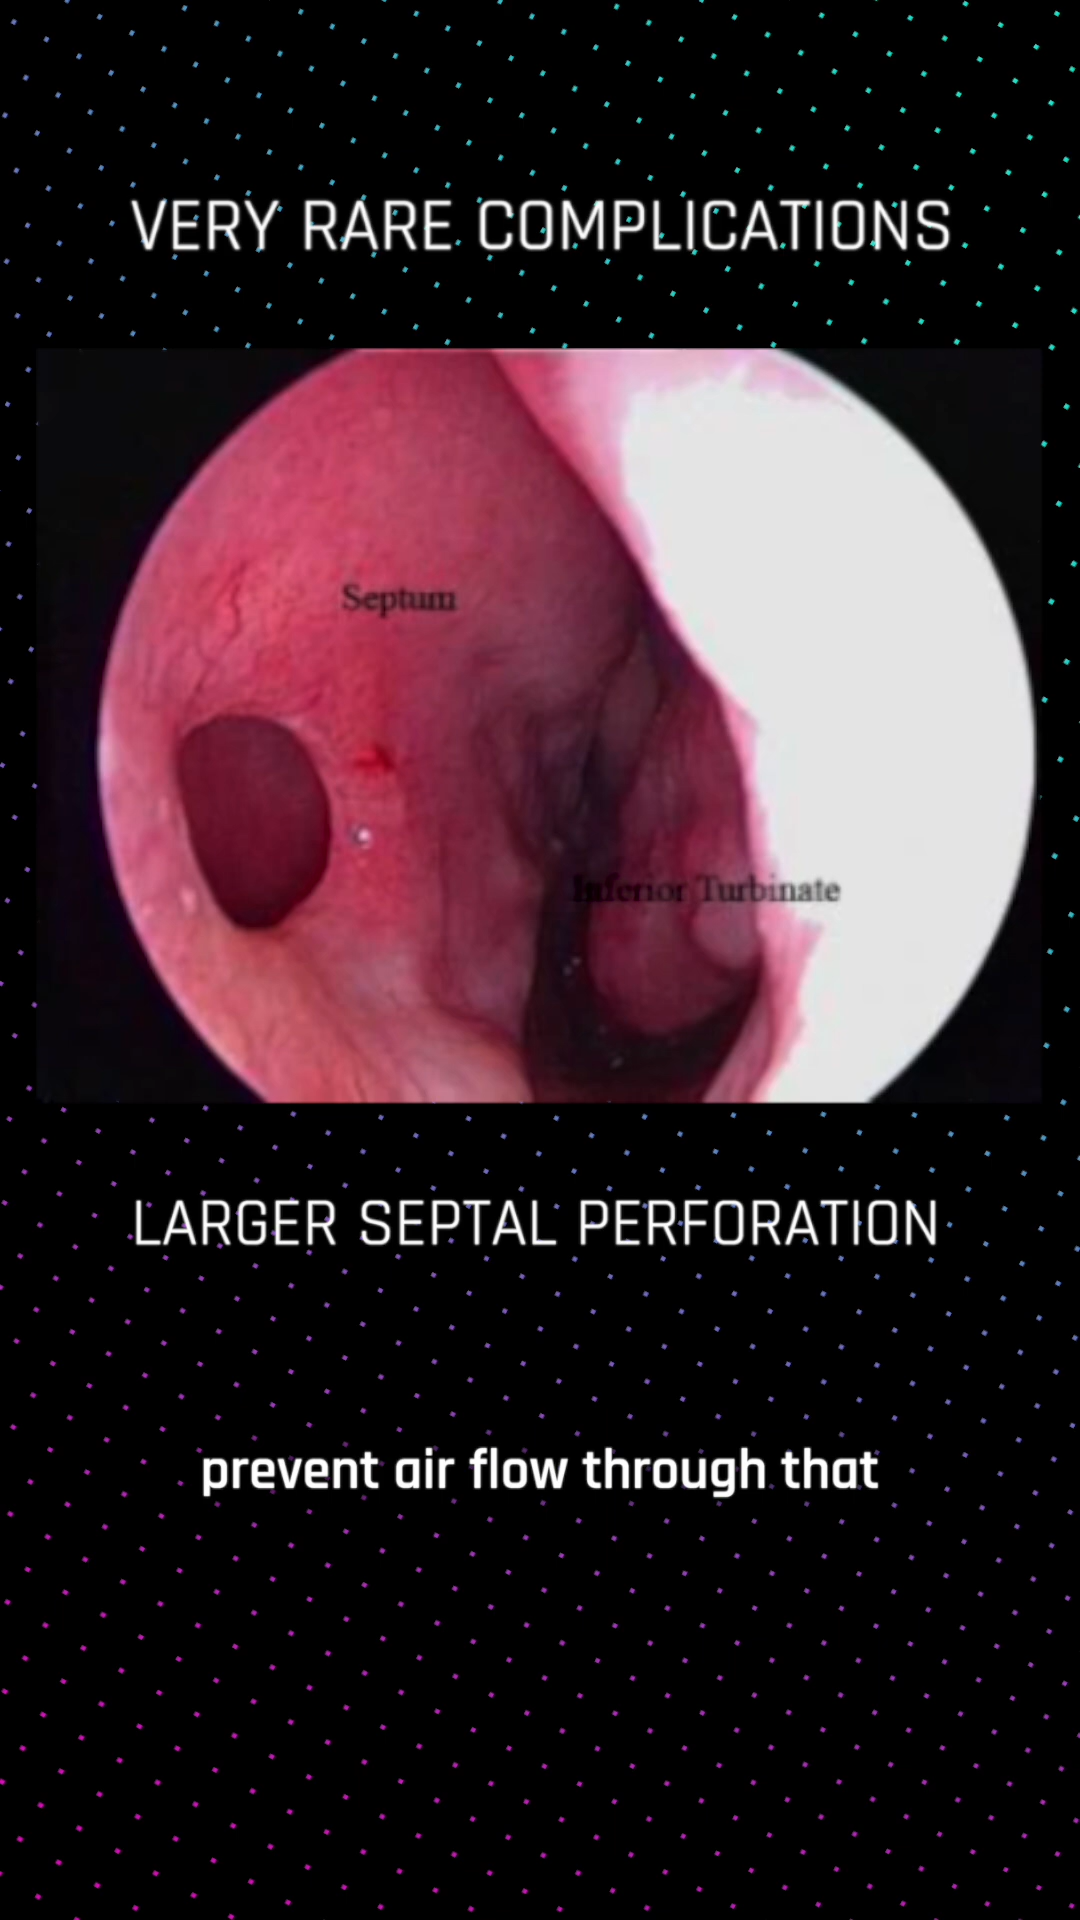 VERY RARE COMPLICATIONS
Septum
Inferior Turbinate
LARGER SEPTAL PERFORATION
prevent air flow through that